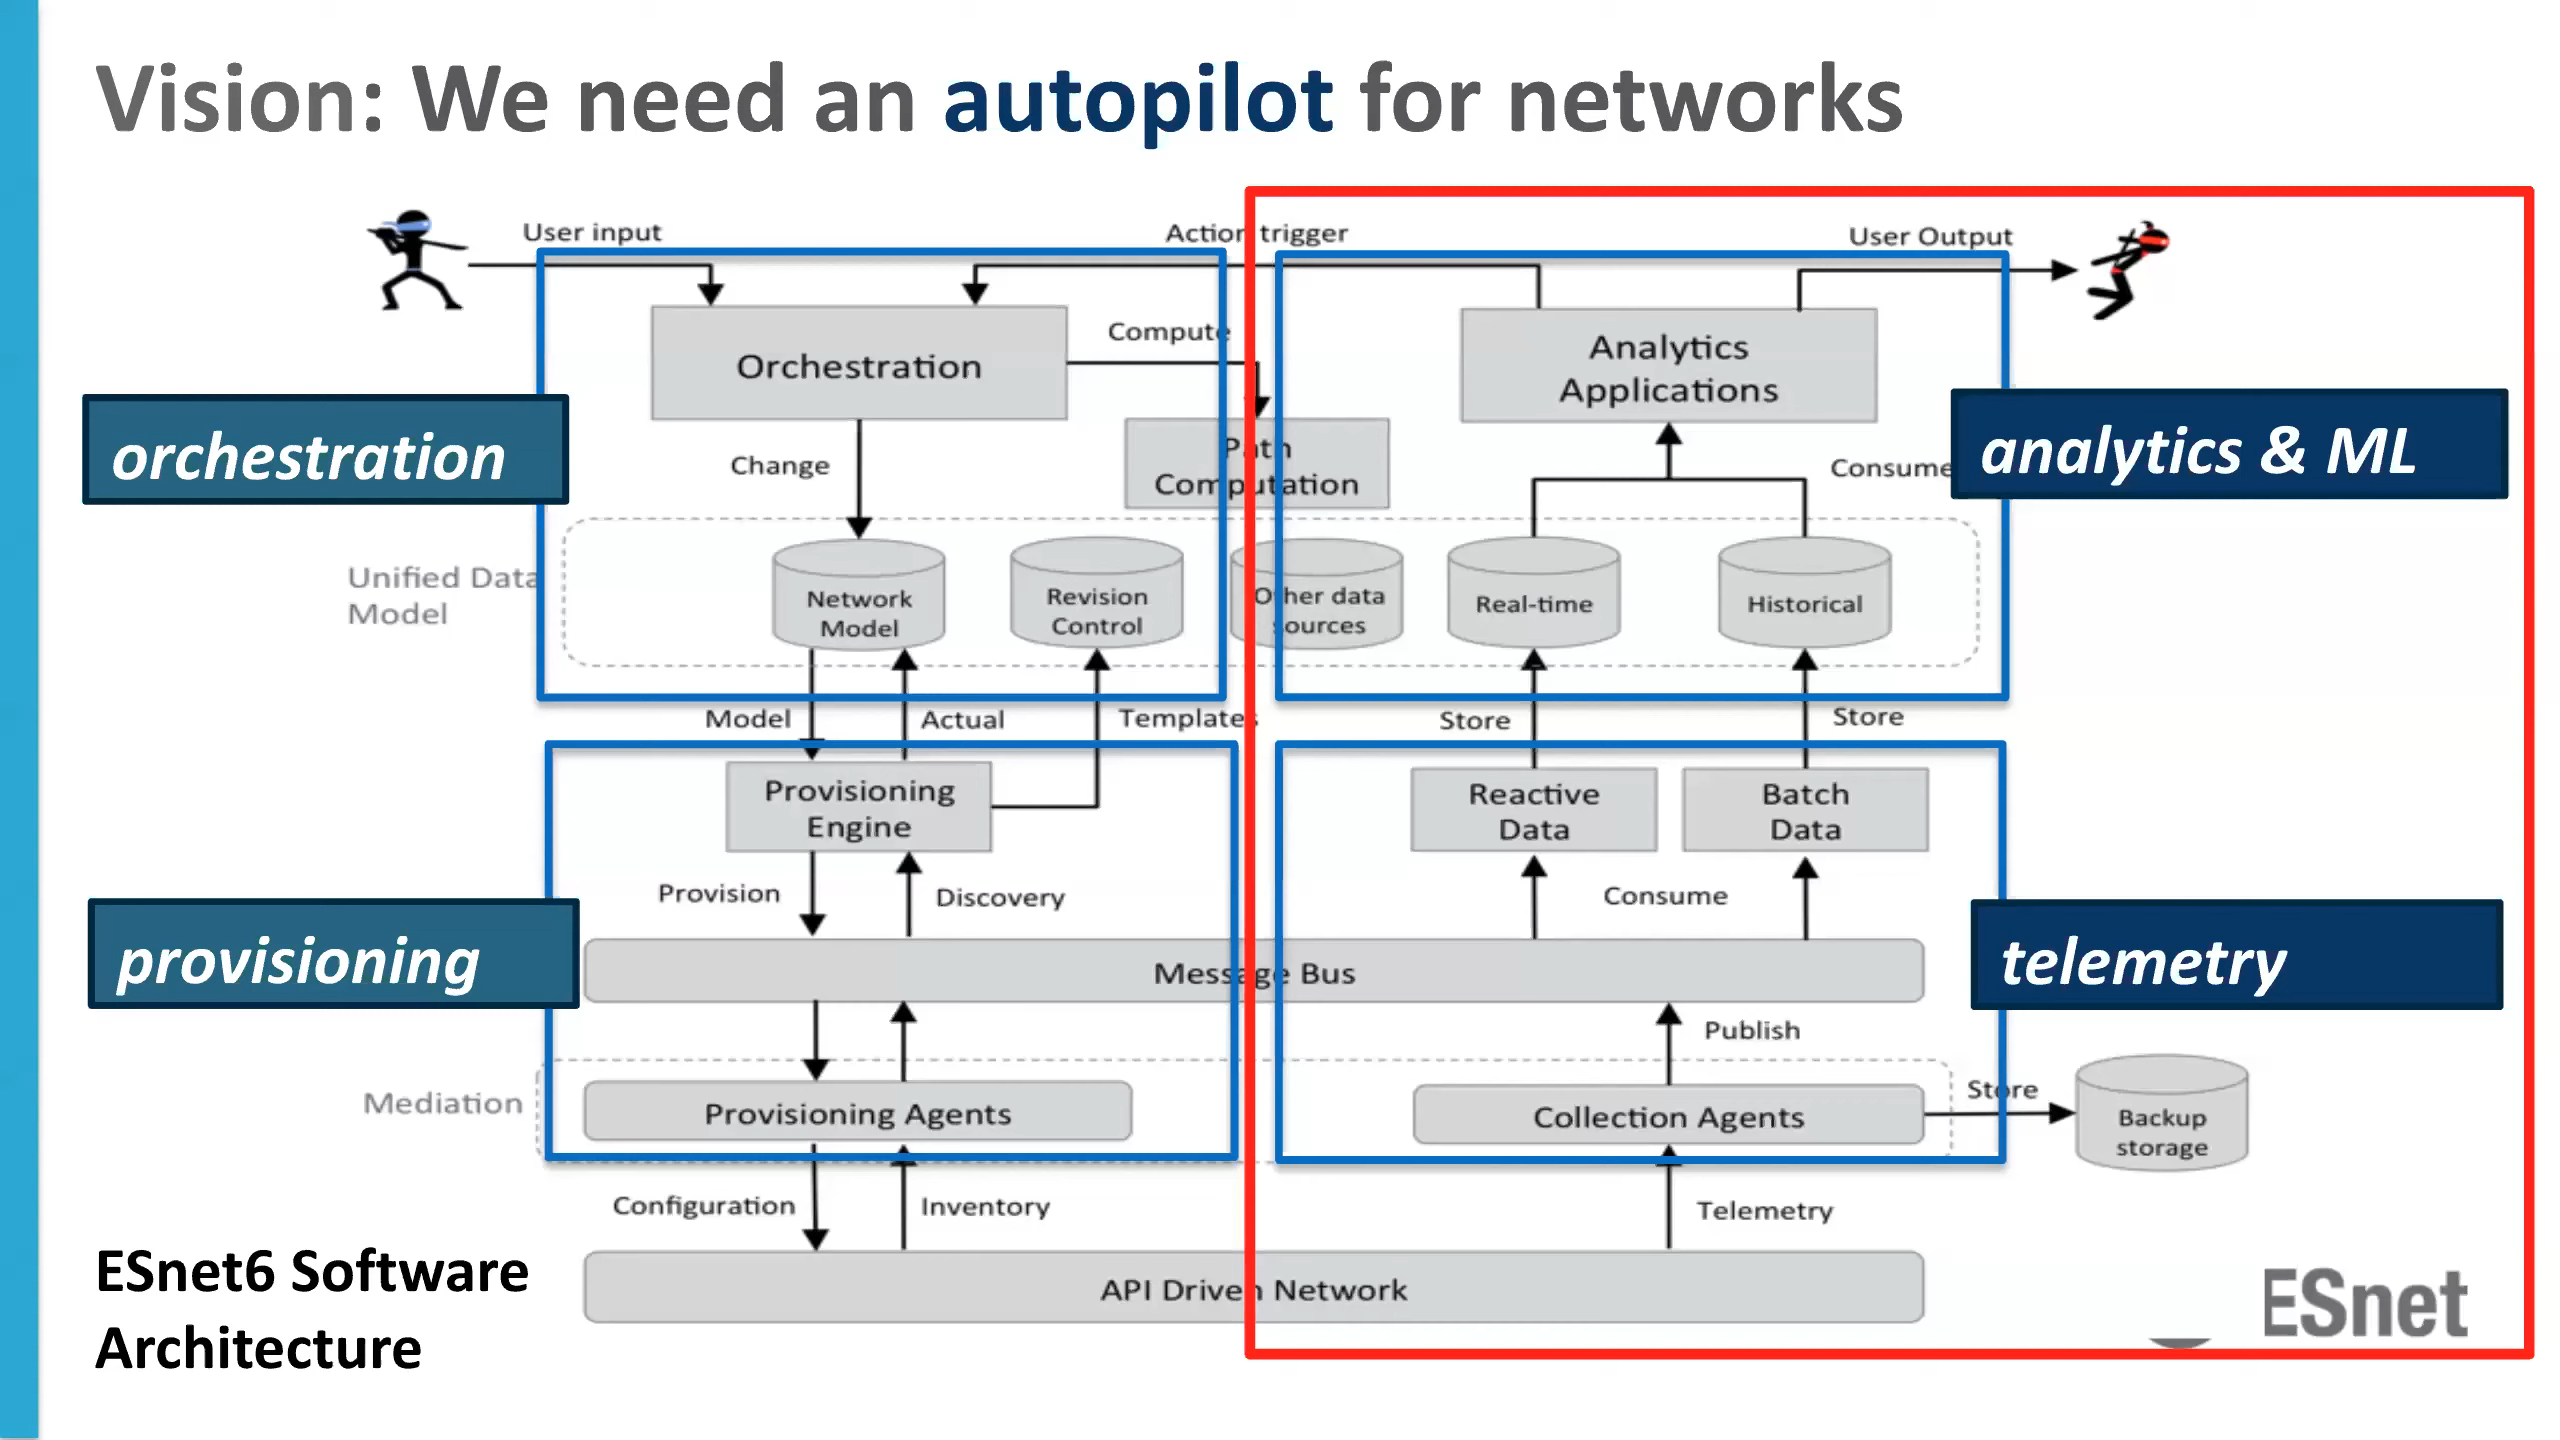 Vision: We need an autopilot for networks
User input
Action trigger
User Output
Orchestration
Compute
Analytics
Applications
orchestration
analytics & ML
Change
Path
Computation
Consume
Unified Data
Model
Network
Model
Revision
Control
Other data
sources
Real-time
Historical
Model
Actual
Templates
Store
Store
Provisioning
Engine
Reactive
Data
Batch
Data
Provision
Discovery
Consume
provisioning
telemetry
Message Bus
Publish
Mediation
Provisioning Agents
Collection Agents
Store
Backup
storage
Configuration
Inventory
Telemetry
ESnet6 Software
Architecture
API Driven Network
ESnet